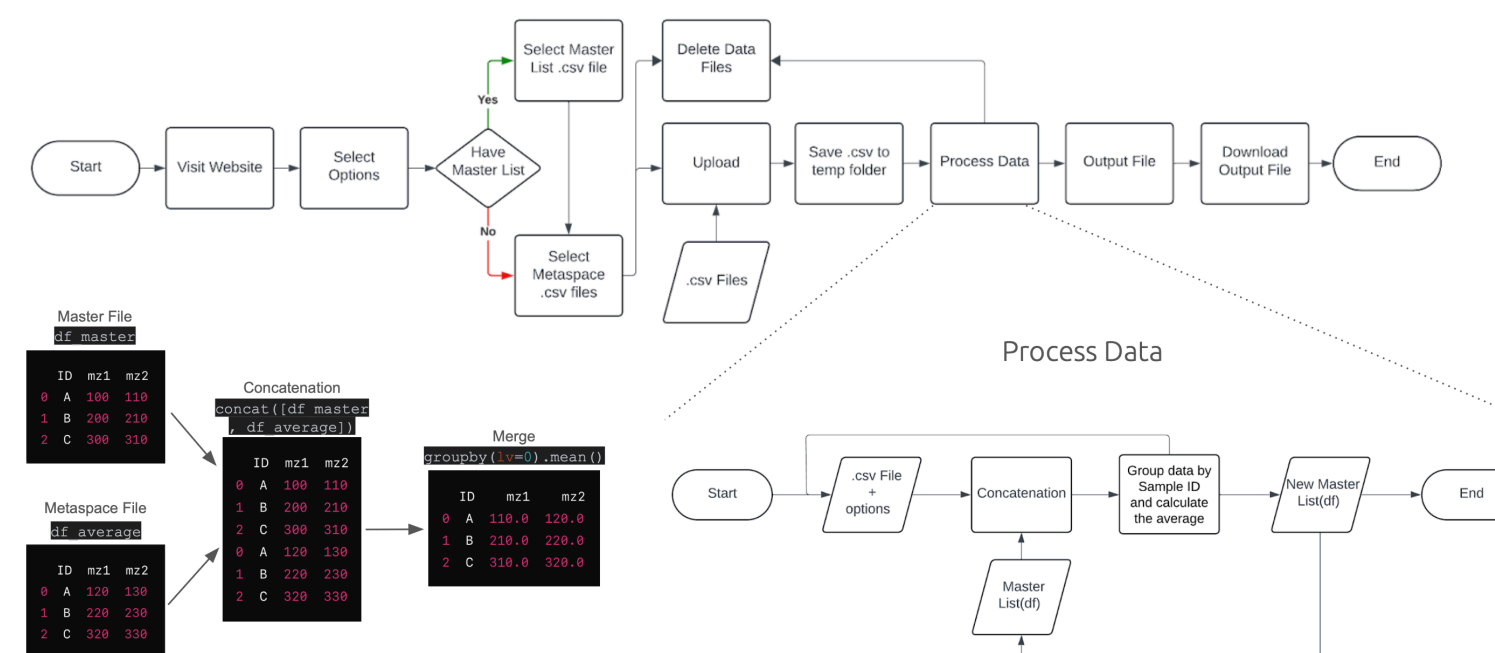 Start
Visit Website
Select
Options
Have
Master List
Yes
No
Select Master
List .csv file
Select
Metaspace
.csv files
Delete Data
Files
Upload
.csv Files
Save .csv to
temp folder
Process Data
Output File
Download
Output File
End
Master File
df_master
ID mz1 mz2
0 A 100 110
1 B 200 210
2 C 300 310
Metaspace File
df_average
ID mz1 mz2
0 A 120 130
1 B 220 230
2 C 320 330
Concatenation
concat([df_master
, df_average])
ID mz1 mz2
0 A 100 110
1 B 200 210
2 C 300 310
0 A 120 130
1 B 220 230
2 C 320 330
Merge
groupby(lv=0).mean()
ID mz1 mz2
0 A 110.0 120.0
1 B 210.0 220.0
2 C 310.0 320.0
Process Data
Start
.csv File
+
options
Concatenation
Master
List(df)
Group data by
Sample ID
and calculate
the average
New Master
List(df)
End